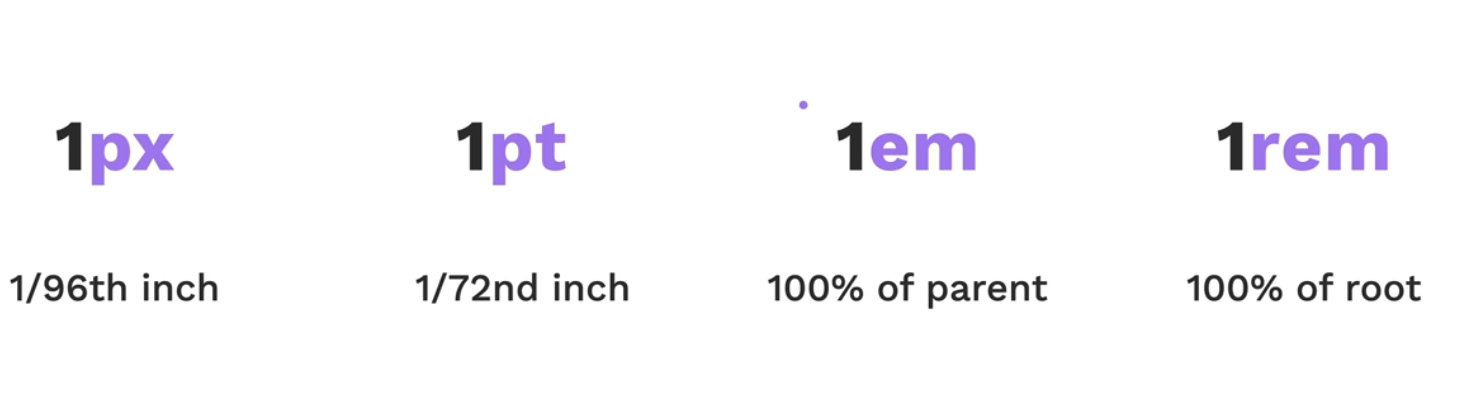 1px 1pt 1em 1rem
1/96th inch 1/72nd inch 100% of parent 100% of root